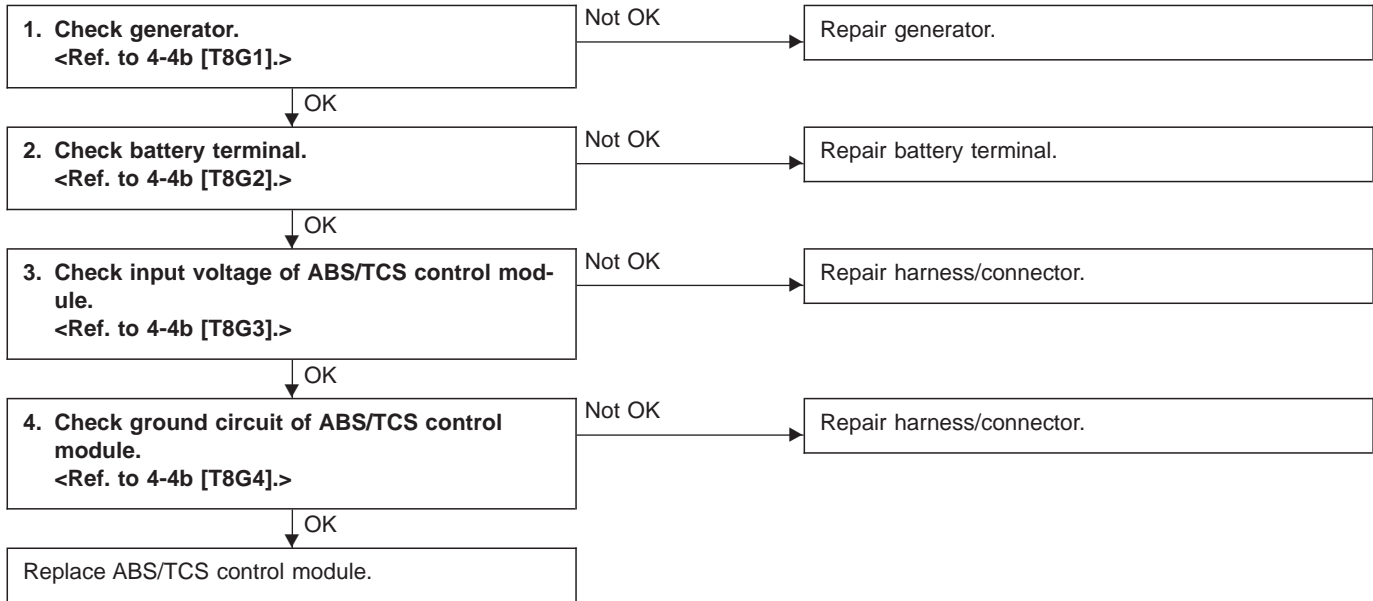 1. Check generator.
<Ref. to 4-4b [T8G1].>
Not OK
Repair generator.
OK
2. Check battery terminal.
<Ref. to 4-4b [T8G2].>
Not OK
Repair battery terminal.
OK
3. Check input voltage of ABS/TCS control mod-
ule.
<Ref. to 4-4b [T8G3].>
Not OK
Repair harness/connector.
OK
4. Check ground circuit of ABS/TCS control
module.
<Ref. to 4-4b [T8G4].>
Not OK
Repair harness/connector.
OK
Replace ABS/TCS control module.